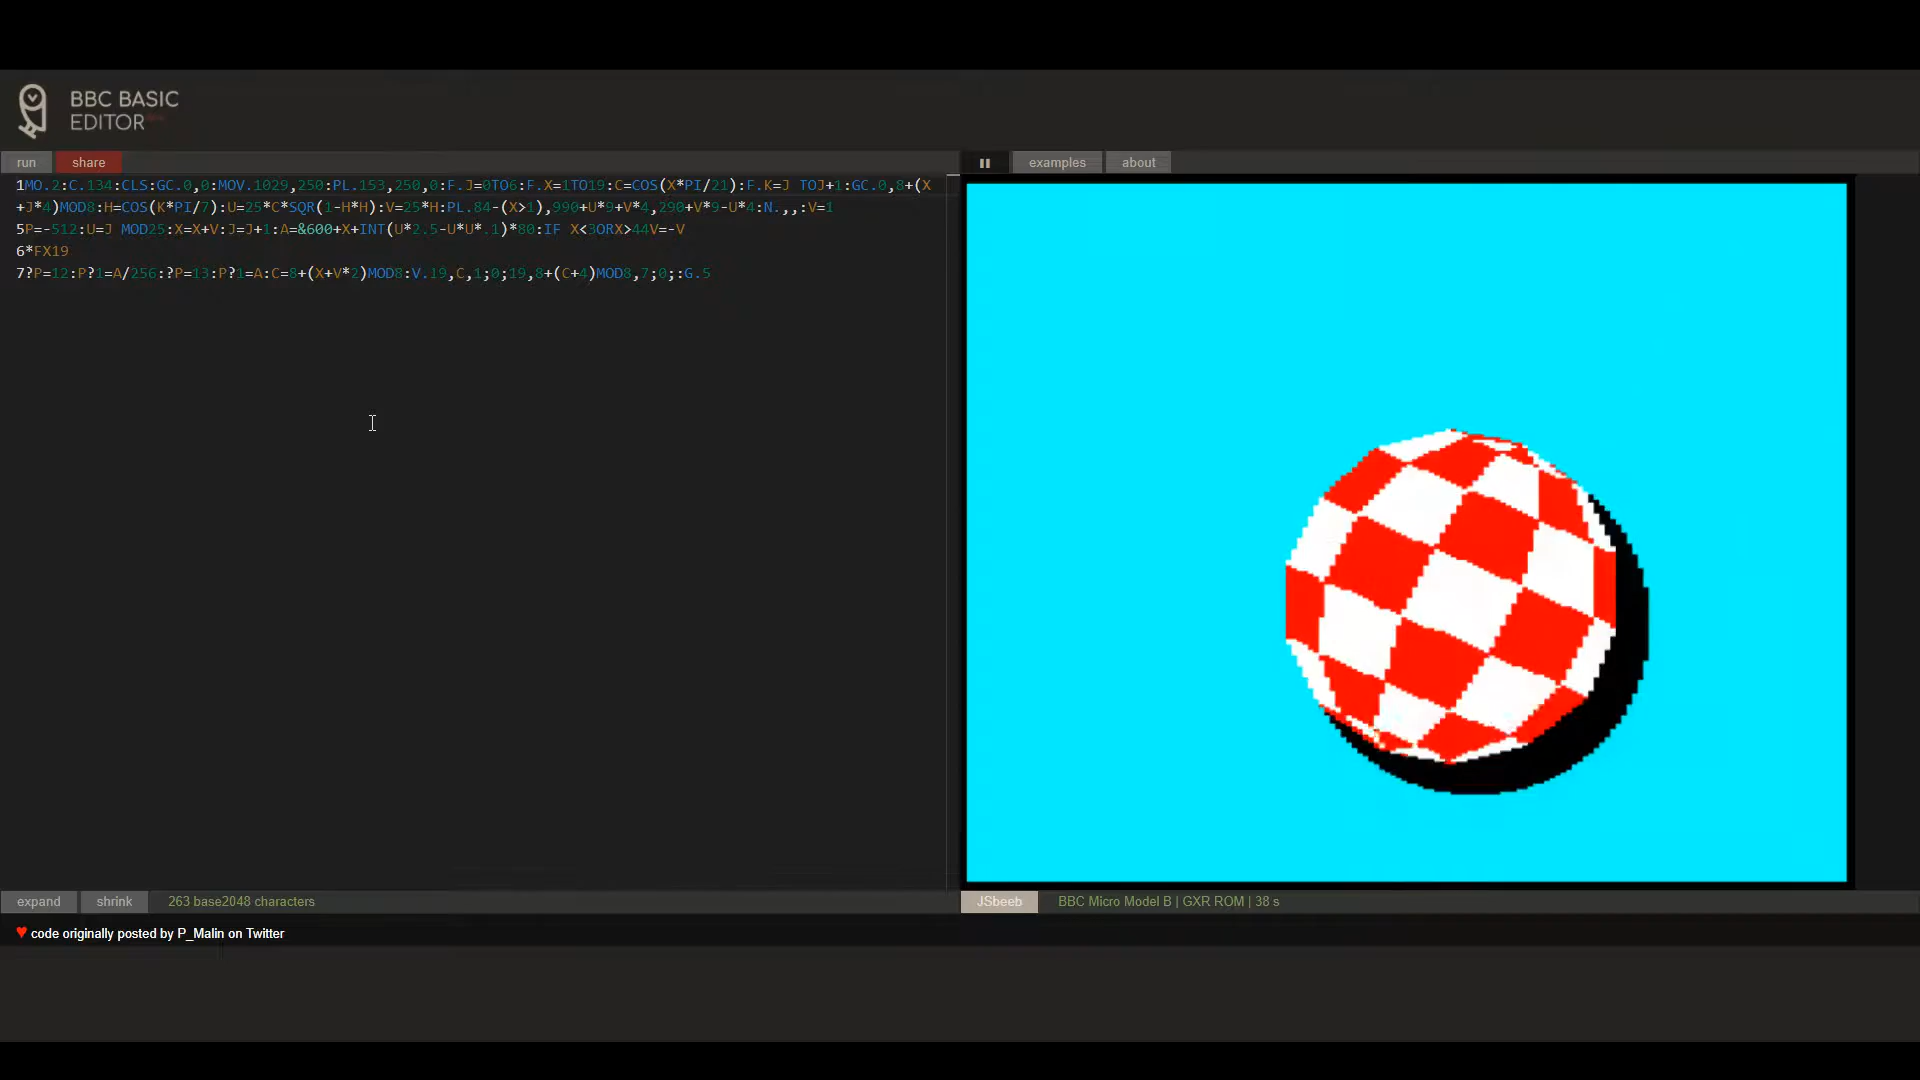 BBC BASIC
EDITOR
run
share
examples
about
1MO.2:C.134:CLS:GC.0,0:MOV.1029,250:PL.153,250,0:F.J=0TO6:F.X=1TO19:C=COS(X*PI/21):F.K=J TOJ+1:GC.0,8+(X
+J*4)MOD8:H=COS(K*PI/7):U=25*C*SQR(1-H*H):V=25*H:PL.84-(X>1),990+U*9+V*4,290+V*9-U*4:N.,,:V=1
5P=-512:U=J MOD25:X=X+V:J=J+1:A=&600+X+INT(U*2.5-U*U*.1)*80:IF X<3ORX>44V=-V
6*FX19
7?P=12:P?1=A/256:?P=13:P?1=A:C=8+(X+V*2)MOD8:V.19,C,1;0;19,8+(C+4)MOD8,7;0;:G.5
expand
shrink
263 base2048 characters
JSbeeb
BBC Micro Model B | GXR ROM | 38 s
♥ code originally posted by P_Malin on Twitter